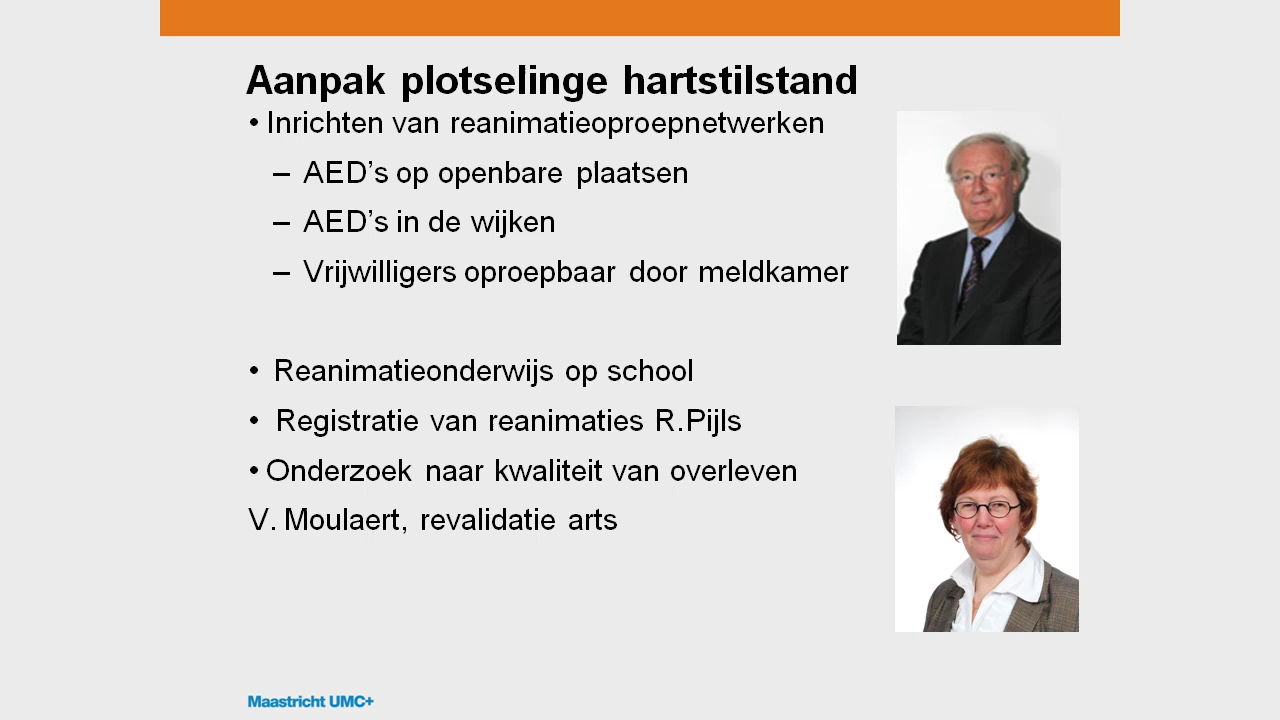 Aanpak plotselinge hartstilstand
• Inrichten van reanimatieoproepnetwerken
– AED’s op openbare plaatsen
– AED’s in de wijken
– Vrijwilligers oproepbaar door meldkamer
• Reanimatieonderwijs op school
• Registratie van reanimaties R.Pijls
• Onderzoek naar kwaliteit van overleven
V. Moulaert, revalidatie arts
Maastricht UMC+